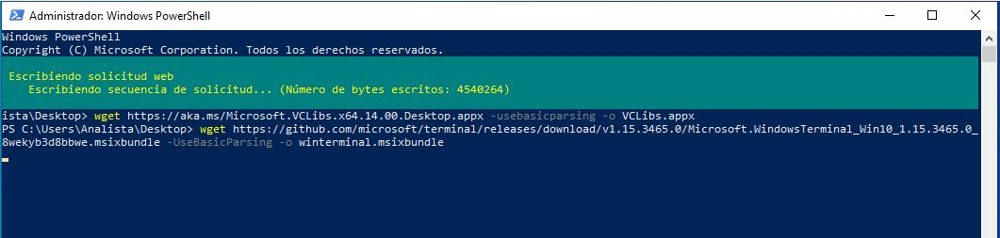 Administrador: Windows PowerShell
Windows PowerShell
Copyright (C) Microsoft Corporation. Todos los derechos reservados.
Escribiendo solicitud web
Escribiendo secuencia de solicitud... (Número de bytes escritos: 4540264)
ista\Desktop> wget https://aka.ms/Microsoft.VCLibs.x64.14.00.Desktop.appx -usebasicparsing -o VCLibs.appx
PS C:\Users\Analista\Desktop> wget https://github.com/microsoft/terminal/releases/download/v1.15.3465.0/Microsoft.WindowsTerminal_Win10_1.15.3465.0_
8wekyb3d8bbwe.msixbundle -UseBasicParsing -o winterminal.msixbundle